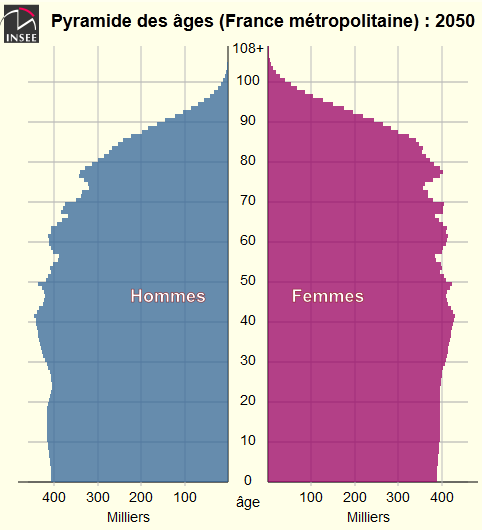 INSEE
Pyramide des âges (France métropolitaine) : 2050
108+
100
90
80
70
60
50
Hommes
Femmes
40
30
20
10
0
400 300 200 100
100 200 300 400
âge
Milliers
Milliers